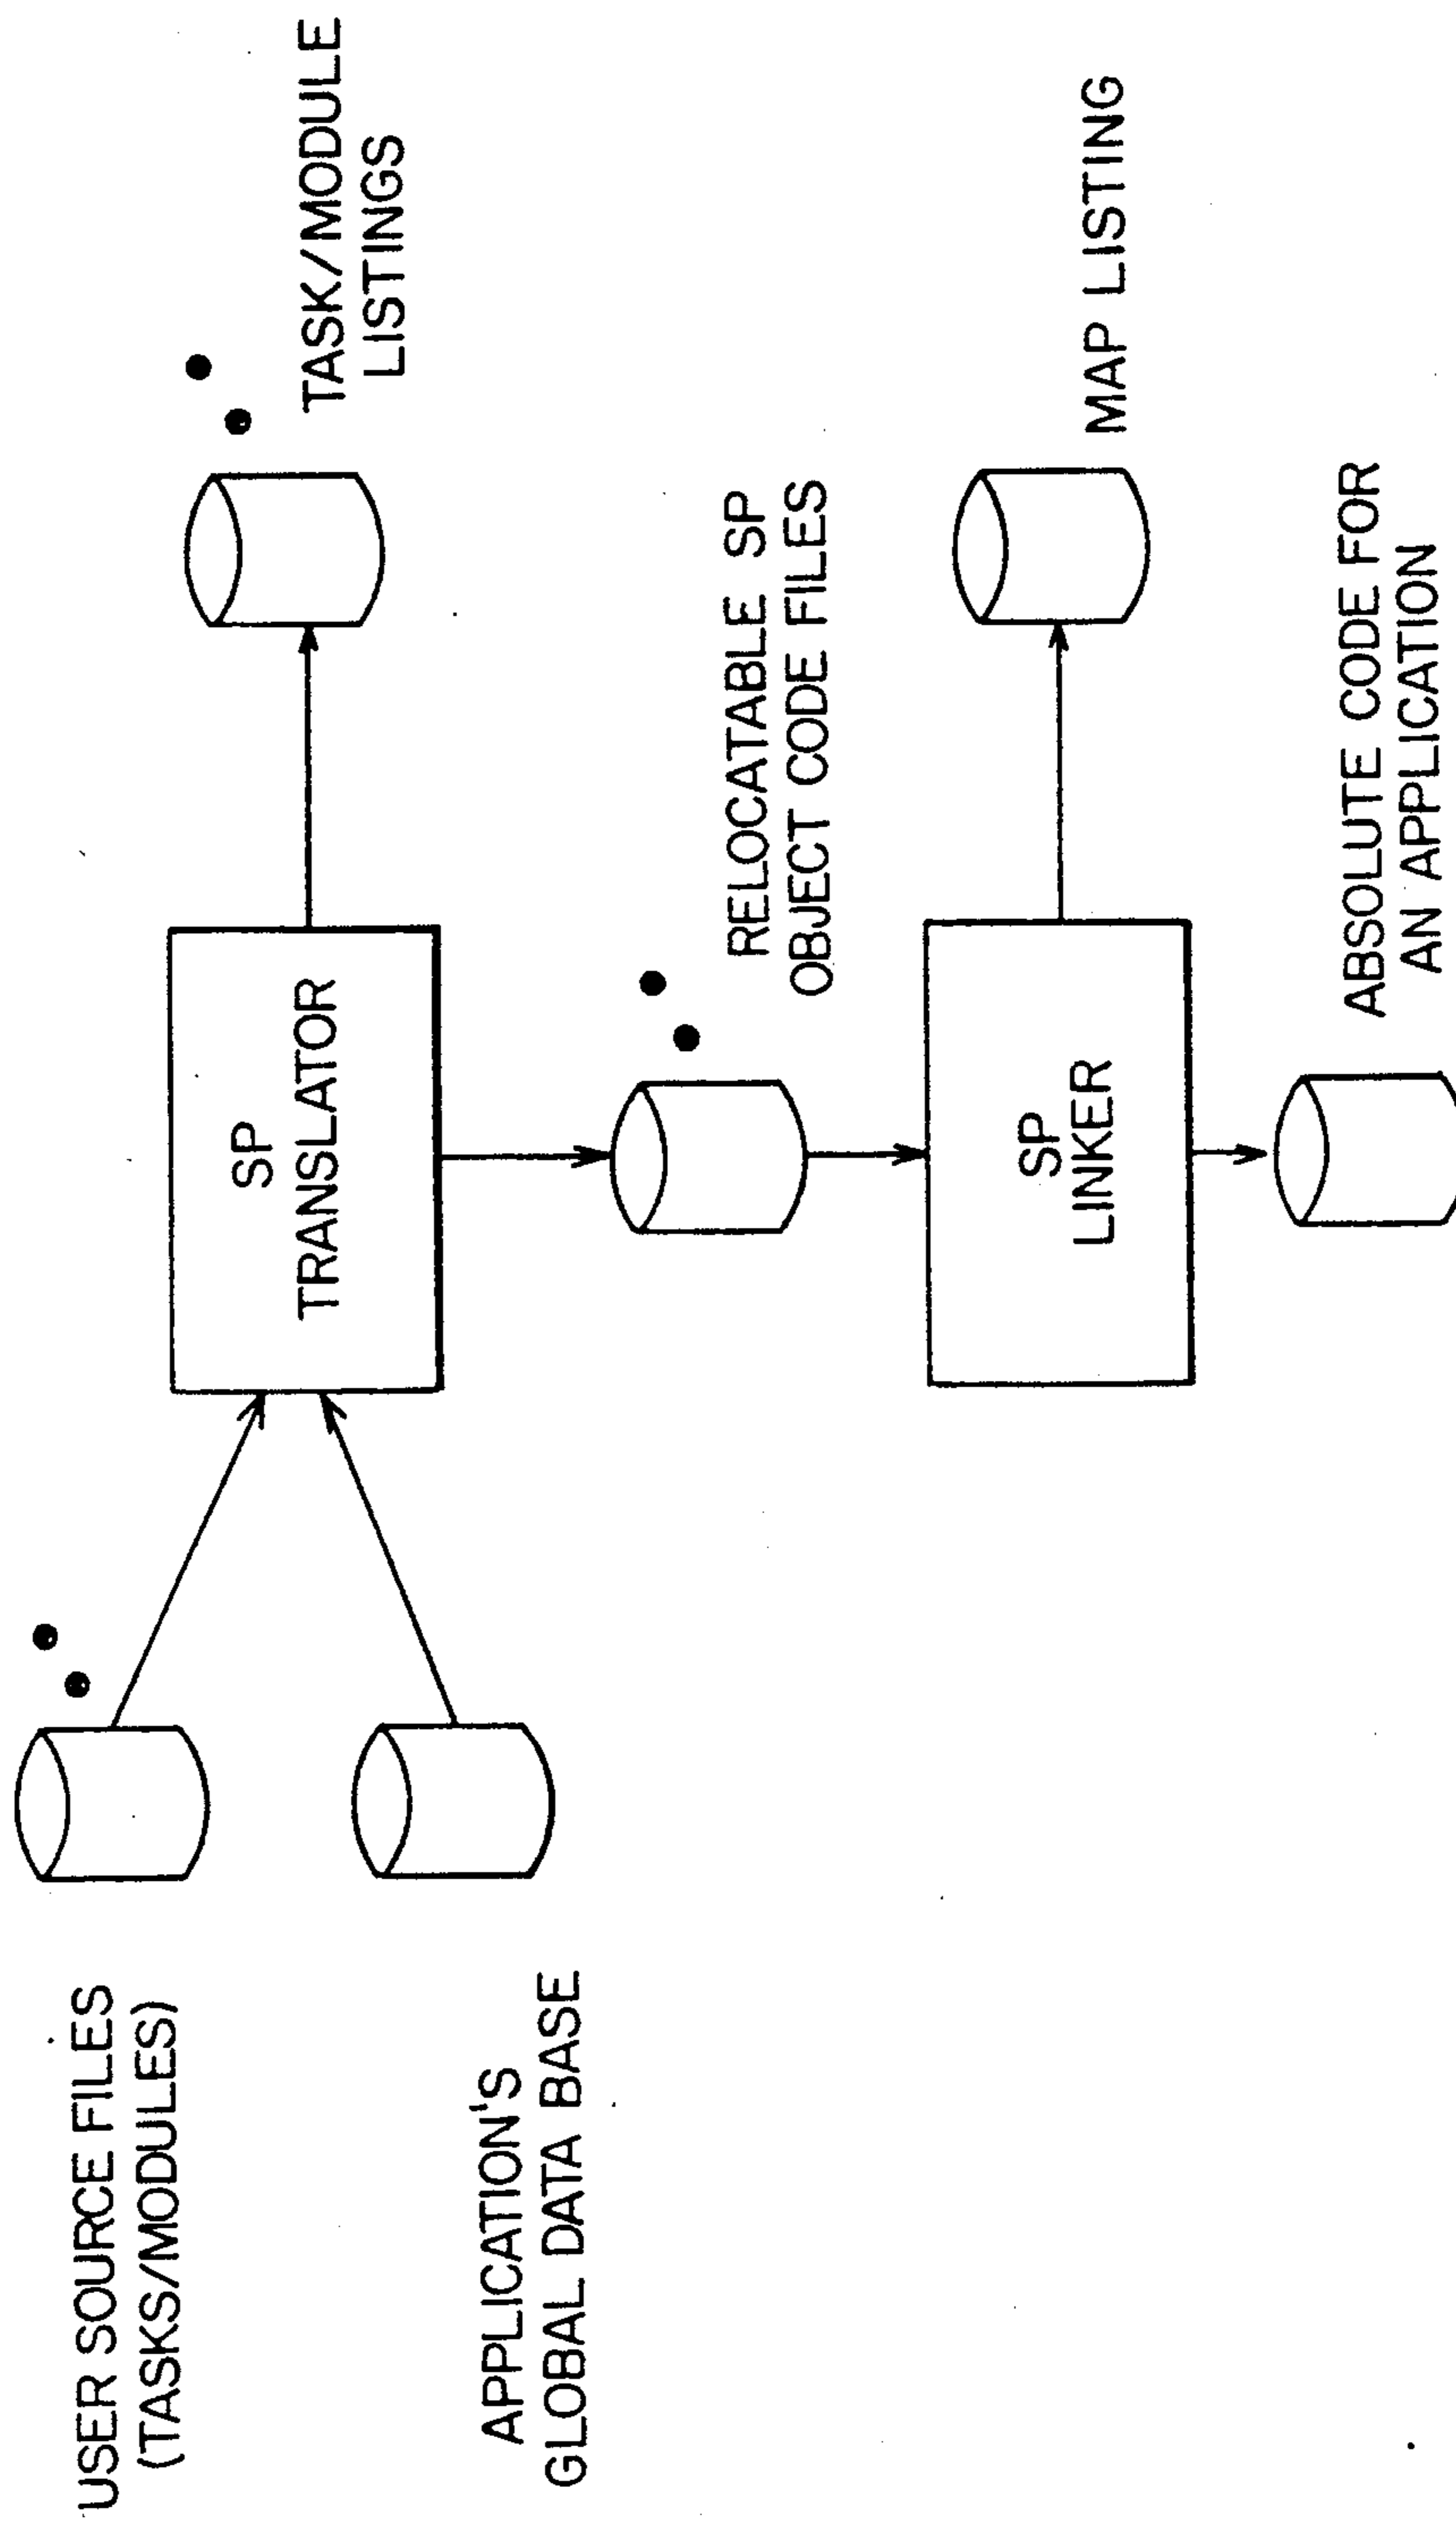 USER SOURCE FILES
(TASKS/MODULES)
APPLICATION'S
GLOBAL DATA BASE
SP
TRANSLATOR
TASK/MODULE
LISTINGS
RELOCATABLE SP
OBJECT CODE FILES
SP
LINKER
MAP LISTING
ABSOLUTE CODE FOR
AN APPLICATION